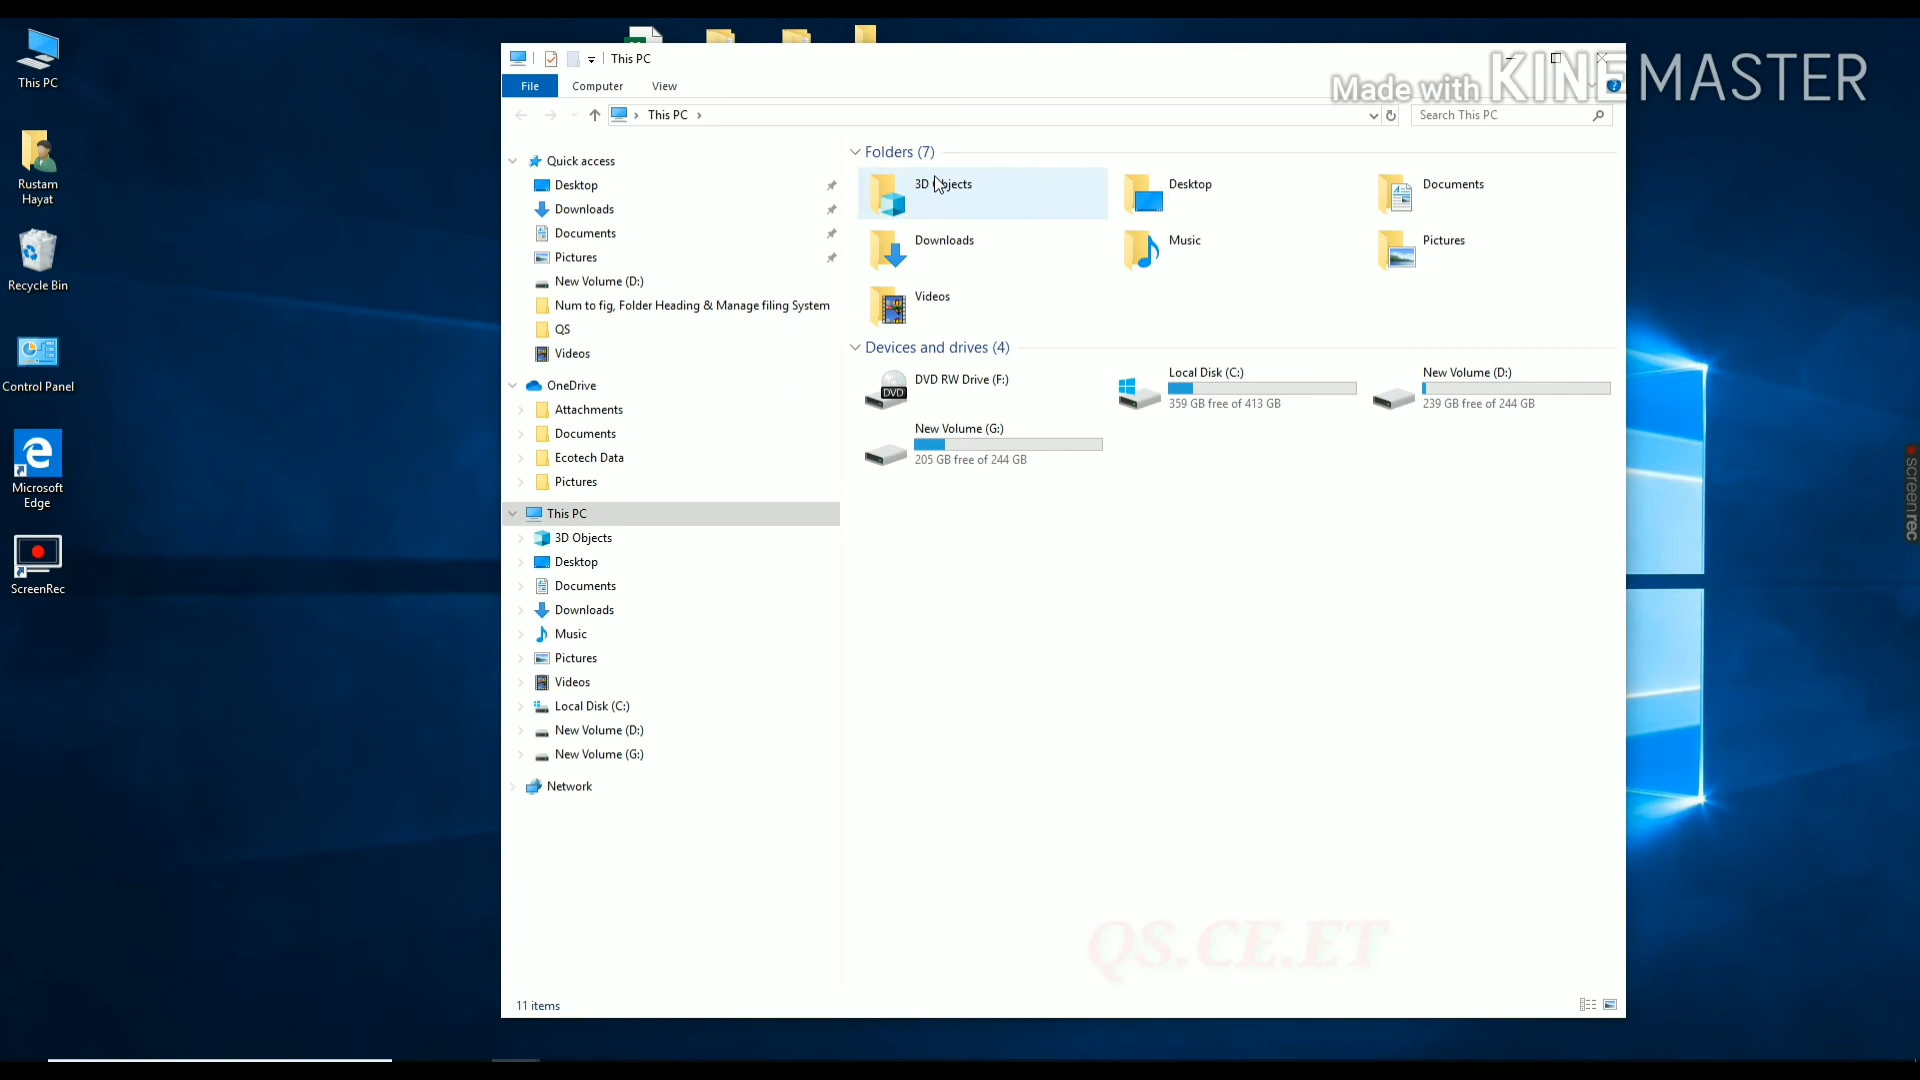 This PC
Rustam
Hayat
Recycle Bin
Control Panel
Microsoft
Edge
ScreenRec
This PC
File
Computer
View
This PC
Search This PC
Made with KINEMASTER
Quick access
Desktop
Downloads
Documents
Pictures
New Volume (D:)
Num to fig, Folder Heading & Manage filing System
QS
Videos
OneDrive
Attachments
Documents
Ecotech Data
Pictures
This PC
3D Objects
Desktop
Documents
Downloads
Music
Pictures
Videos
Local Disk (C:)
New Volume (D:)
New Volume (G:)
Network
Folders (7)
3D Objects
Desktop
Documents
Downloads
Music
Pictures
Videos
Devices and drives (4)
DVD
DVD RW Drive (F:)
Local Disk (C:)
359 GB free of 413 GB
New Volume (D:)
239 GB free of 244 GB
New Volume (G:)
205 GB free of 244 GB
QS.CE.ET
11 items
screenrec